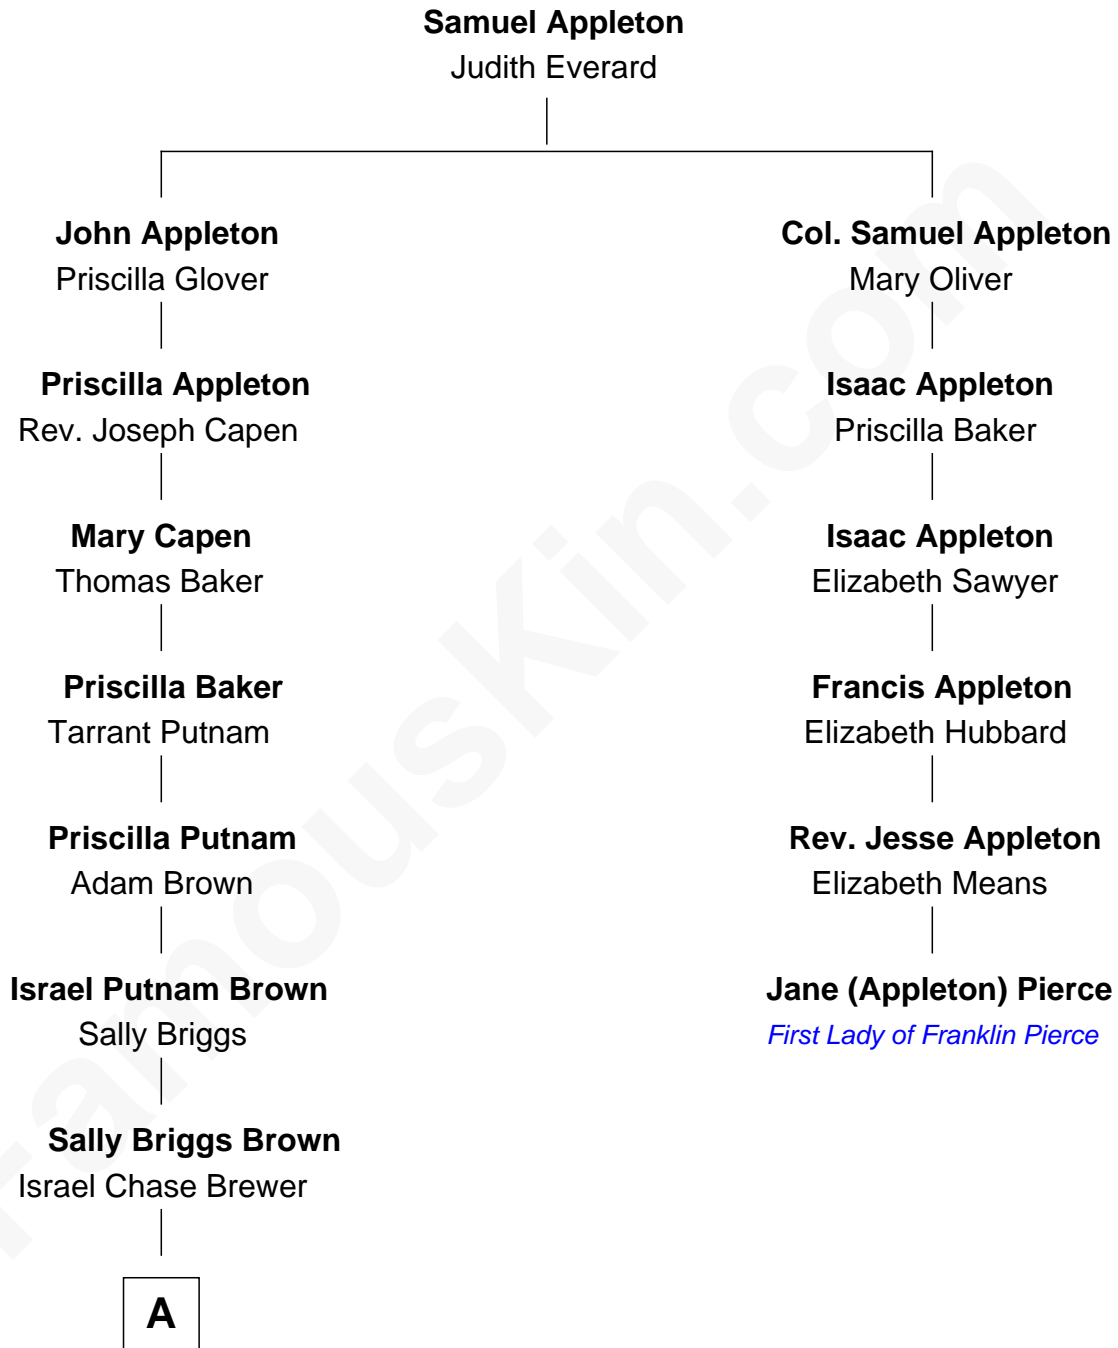 Samuel Appleton
Judith Everard
John Appleton
Priscilla Glover
Priscilla Appleton
Rev. Joseph Capen
Mary Capen
Thomas Baker
Priscilla Baker
Tarrant Putnam
Priscilla Putnam
Adam Brown
Israel Putnam Brown
Sally Briggs
Sally Briggs Brown
Israel Chase Brewer
A
Col. Samuel Appleton
Mary Oliver
Isaac Appleton
Priscilla Baker
Isaac Appleton
Elizabeth Sawyer
Francis Appleton
Elizabeth Hubbard
Rev. Jesse Appleton
Elizabeth Means
Jane (Appleton) Pierce
First Lady of Franklin Pierce
FamousKin.com